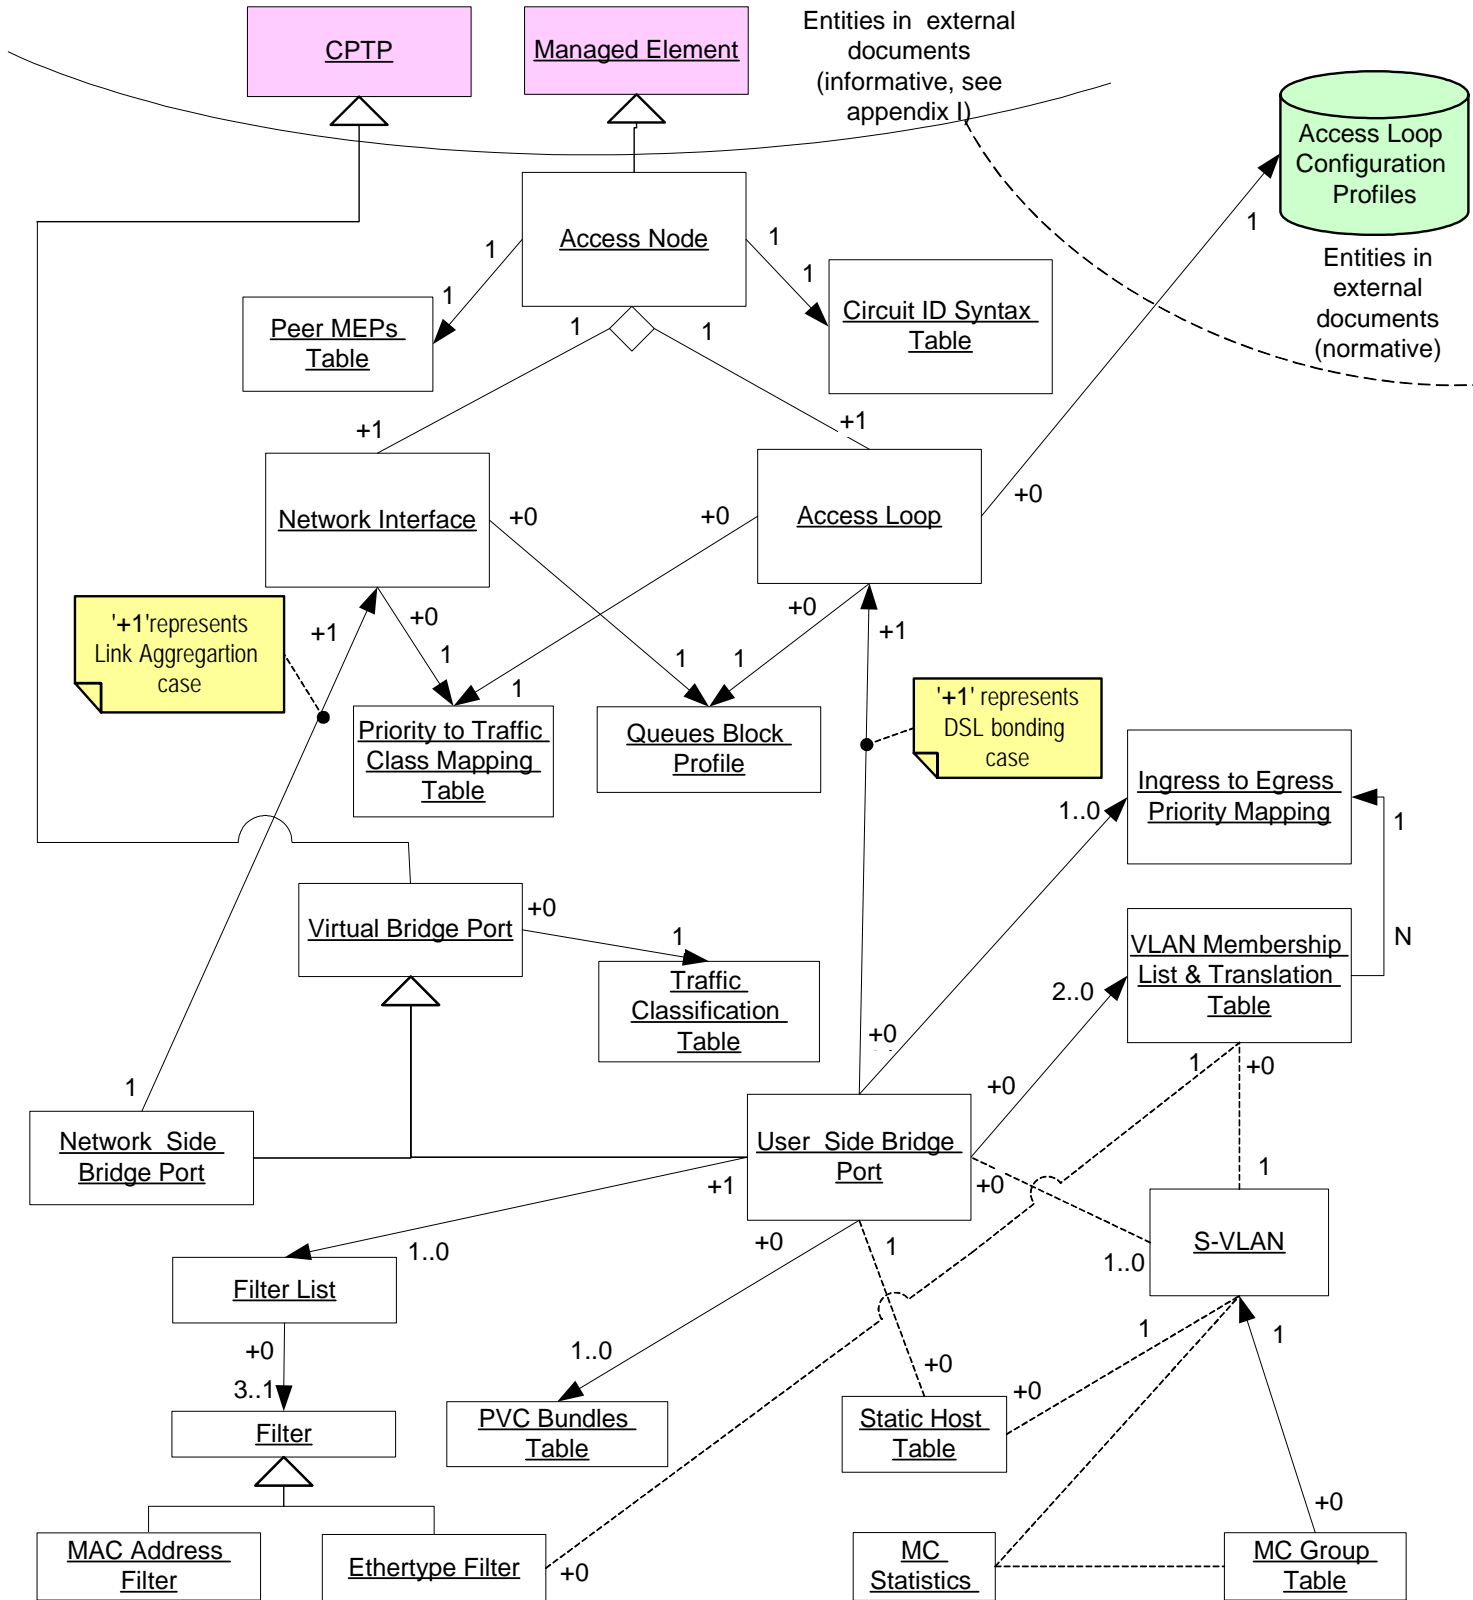 CPTP
Managed Element
Entities in external
documents
(informative, see
appendix I)
Access Loop
Configuration
Profiles
1
Entities in
external
documents
(normative)
Access Node
1
1
1
1
Peer MEPs
Table
Circuit ID Syntax
Table
1
1
+1
+1
Network Interface
Access Loop
+0
+0
+0
'+1'represents
Link Aggregartion
case
+1
+0
1
+0
1
1
1
+1
'+1' represents
DSL bonding
case
Priority to Traffic
Class Mapping
Table
Queues Block
Profile
Ingress to Egress
Priority Mapping
1..0
1
N
Virtual Bridge Port
+0
1
Traffic
Classification
Table
VLAN Membership
List & Translation
Table
2..0
+0
+0
1
+0
1
Network Side
Bridge Port
User Side Bridge
Port
+1
+0
1
1..0
S-VLAN
1..0
+0
1
Filter List
+0
3..1
Filter
1..0
PVC Bundles
Table
+0
Static Host
Table
+0
1
1
+0
MAC Address
Filter
Ethertype Filter
+0
MC
Statistics
MC Group
Table